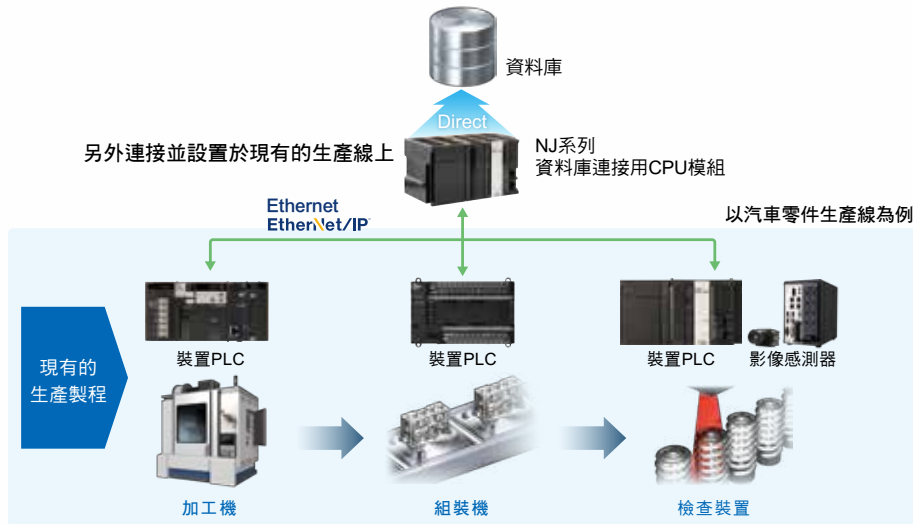 資料庫
Direct
另外連接並設置於現有的生產線上
NJ系列
資料庫連接用CPU模組
Ethernet
EtherNet/IP™
以汽車零件生產線為例
現有的
生產製程
裝置PLC
裝置PLC
裝置PLC
影像感測器
加工機
組裝機
檢查裝置